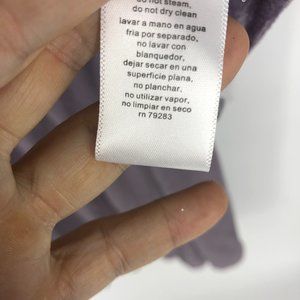 do not steam,
do not dry clean
lavar a mano en agua
fria por separado,
no lavar con
blanqueador,
dejar secar en una
superficie plana,
no planchar,
no utilizar vapor,
no limpiar en seco
rn 79283